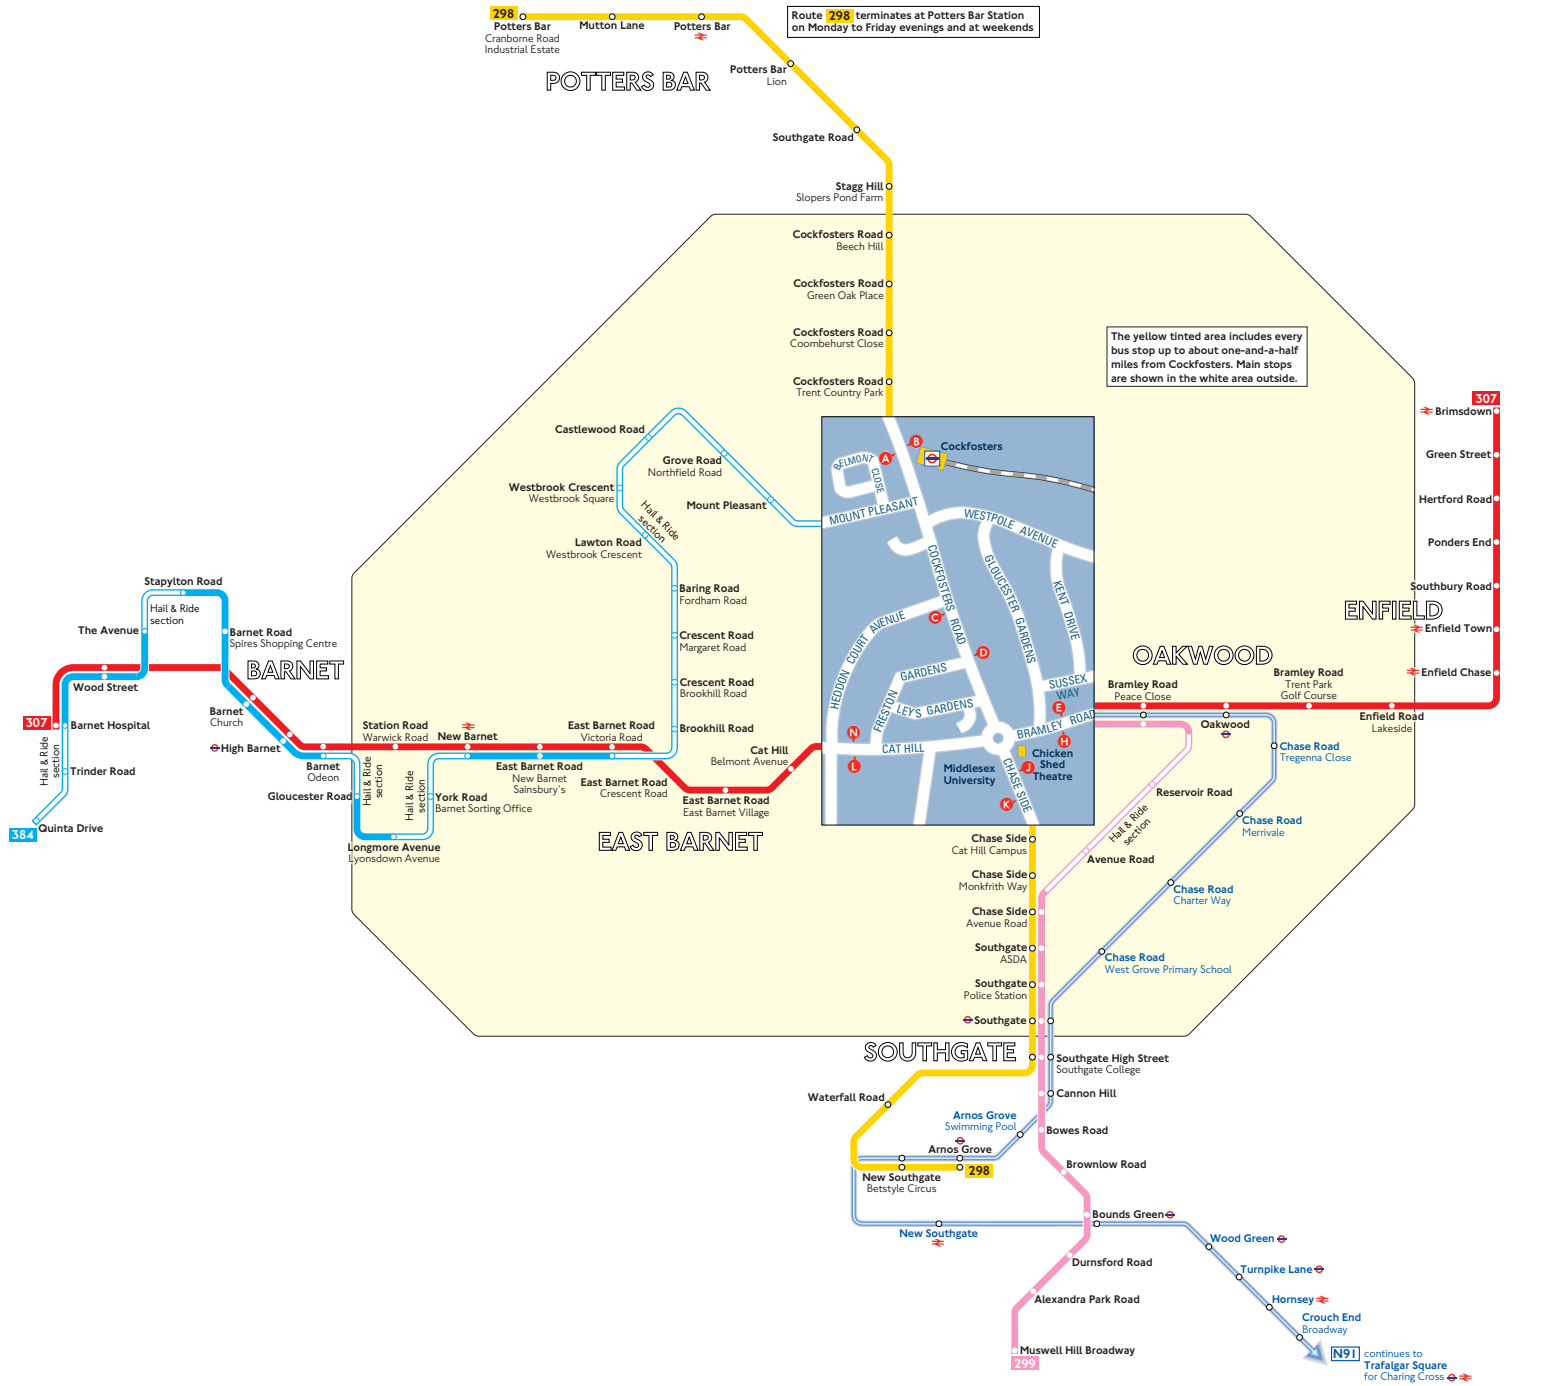 298
Potters Bar
Cranborne Road
Industrial Estate
Mutton Lane
Potters Bar
Route 298 terminates at Potters Bar Station
on Monday to Friday evenings and at weekends
POTTERS BAR
Potters Bar
Lion
Southgate Road
Stagg Hill
Slopers Pond Farm
Cockfosters Road
Beech Hill
Cockfosters Road
Green Oak Place
Cockfosters Road
Coombehurst Close
Cockfosters Road
Trent Country Park
The yellow tinted area includes every
bus stop up to about one-and-a-half
miles from Cockfosters. Main stops
are shown in the white area outside.
307
Brimsdown
Green Street
Hertford Road
Ponders End
Southbury Road
ENFIELD
Enfield Town
Enfield Chase
Enfield Road
Lakeside
OAKWOOD
Bramley Road
Trent Park
Golf Course
Bramley Road
Peace Close
Oakwood
Castlewood Road
Grove Road
Northfield Road
Westbrook Crescent
Westbrook Square
Mount Pleasant
Hail & Ride
section
Lawton Road
Westbrook Crescent
Baring Road
Fordham Road
Crescent Road
Margaret Road
Crescent Road
Brookhill Road
Brookhill Road
Cat Hill
Belmont Avenue
B
Cockfosters
A
BELMONT
CLOSE
MOUNT PLEASANT
WESTPOLE AVENUE
COCKFOSTERS ROAD
GLOUCESTER GARDENS
KENT DRIVE
C
HEDDON COURT AVENUE
D
GARDENS
FRESTON
LEY'S GARDENS
SUSSEX
WAY
E
BRAMLEY ROAD
N
H
CAT HILL
L
Chicken
Shed
Theatre
J
Middlesex
University
CHASE SIDE
K
Stapylton Road
Hail & Ride
section
The Avenue
Barnet Road
Spires Shopping Centre
BARNET
Wood Street
Barnet
Church
307
Barnet Hospital
High Barnet
Hail & Ride
section
Trinder Road
Quinta Drive
384
Barnet
Odeon
Station Road
Warwick Road
New Barnet
East Barnet Road
Victoria Road
East Barnet Road
New Barnet
Sainsbury's
East Barnet Road
Crescent Road
East Barnet Road
East Barnet Village
Gloucester Road
Hail & Ride
section
Hail & Ride
section
York Road
Barnet Sorting Office
Longmore Avenue
Lyonsdown Avenue
EAST BARNET
Chase Road
Tregenna Close
Reservoir Road
Hail & Ride
section
Chase Road
Merrivale
Avenue Road
Chase Road
Charter Way
Chase Road
West Grove Primary School
Chase Side
Cat Hill Campus
Chase Side
Monkfrith Way
Chase Side
Avenue Road
Southgate
ASDA
Southgate
Police Station
Southgate
SOUTHGATE
Southgate High Street
Southgate College
Cannon Hill
Waterfall Road
Arnos Grove
Swimming Pool
Bowes Road
Arnos Grove
298
New Southgate
Betstyle Circus
Brownlow Road
Bounds Green
New Southgate
Wood Green
Durnsford Road
Turnpike Lane
Alexandra Park Road
Hornsey
Crouch End
Broadway
Muswell Hill Broadway
299
N91
continues to
Trafalgar Square
for Charing Cross